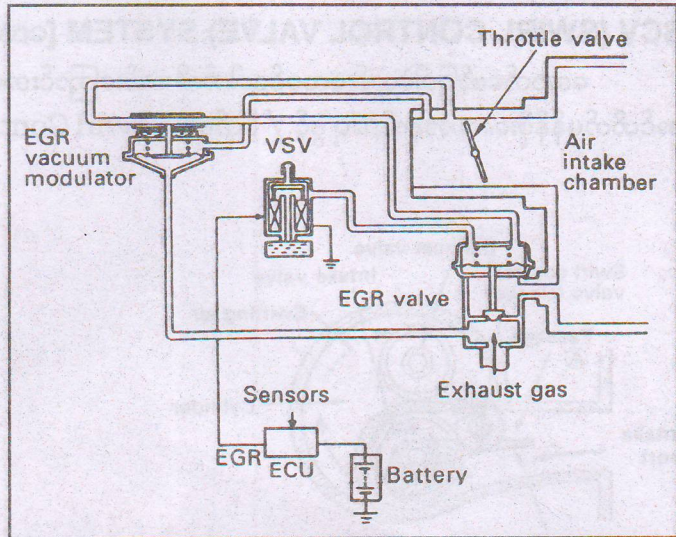 Throttle valve
EGR
vacuum
modulator
VSV
Air
intake
chamber
EGR valve
Exhaust gas
Sensors
EGR
ECU
Battery